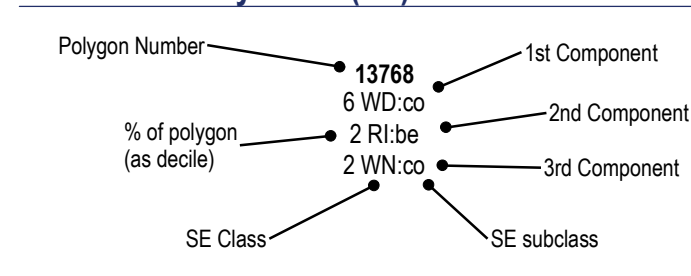 Polygon Number
13768
1st Component
6 WD:co
2nd Component
% of polygon
(as decile)
2 RI:be
2 WN:co
3rd Component
SE Class
SE subclass